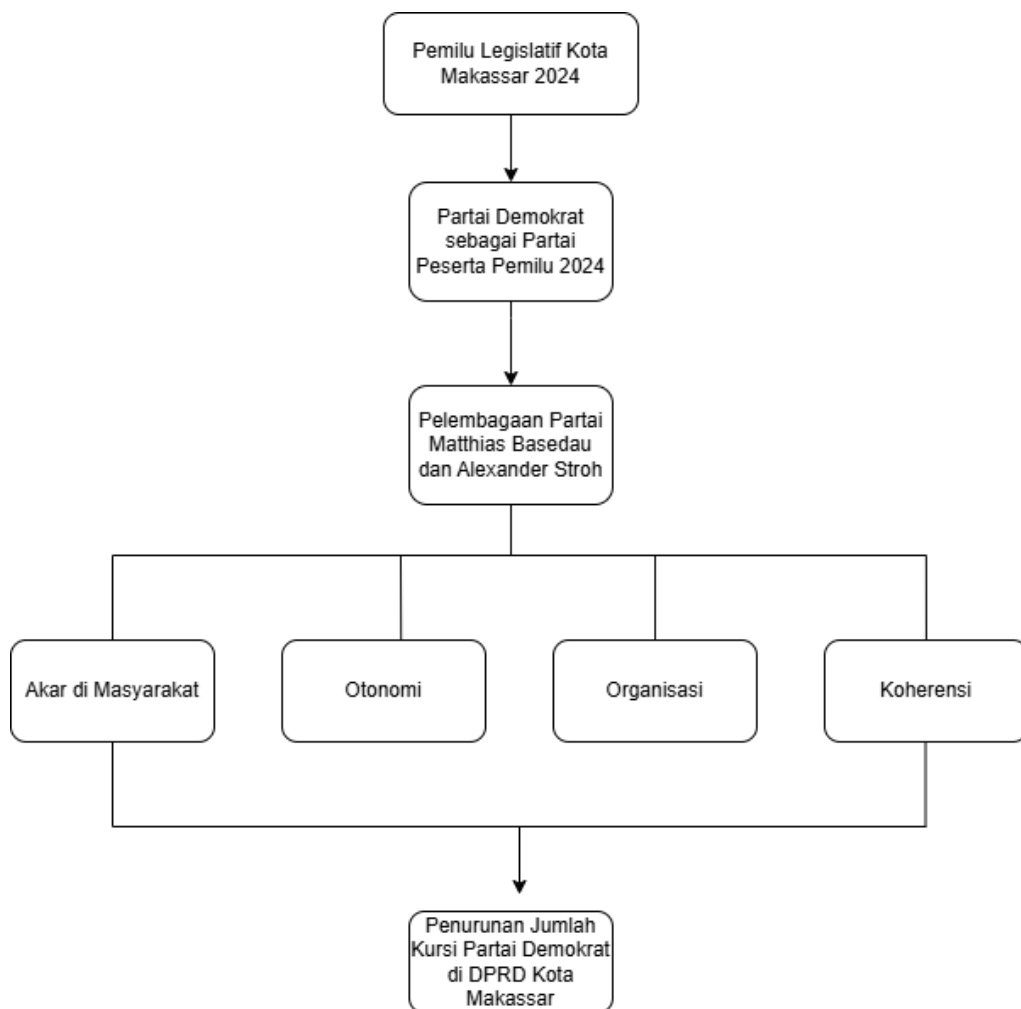 Pemilu Legislatif Kota
Makassar 2024
Partai Demokrat
sebagai Partai
Peserta Pemilu 2024
Pelembagaan Partai
Matthias Basedau
dan Alexander Stroh
Akar di Masyarakat
Otonomi
Organisasi
Koherensi
Penurunan Jumlah
Kursi Partai Demokrat
di DPRD Kota
Makassar